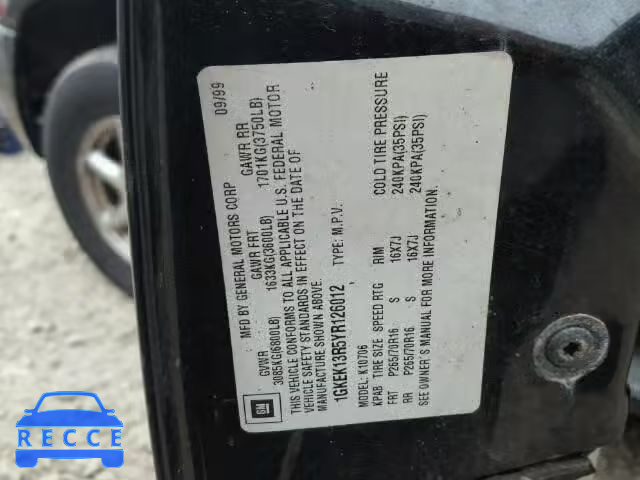 MFD BY GENERAL MOTORS CORP 09/99
GVWR GAWR FRT GAWR RR
3085KG(6800LB) 1633KG(3600LB) 1701KG(3750LB)
THIS VEHICLE CONFORMS TO ALL APPLICABLE U.S. FEDERAL MOTOR
VEHICLE SAFETY STANDARDS IN EFFECT ON THE DATE OF
MANUFACTURE SHOWN ABOVE.
1GKEK13R5YR126012 TYPE: M.P.V.
MODEL: K10706
KPAB TIRE SIZE SPEED RTG RIM COLD TIRE PRESSURE
FRT P265/70R16 S 16X7J 240KPA(35PSI)
RR P265/70R16 S 16X7J 240KPA(35PSI)
SEE OWNER'S MANUAL FOR MORE INFORMATION.
GM